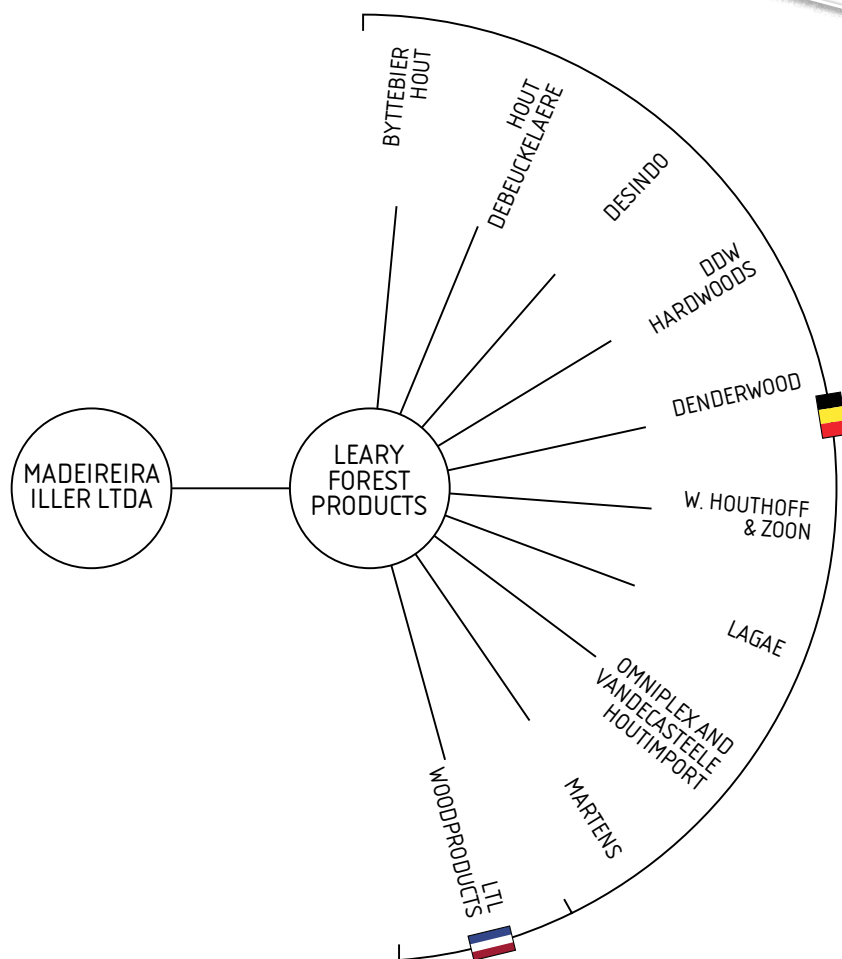 MADEIREIRA
ILLER LTDA
LEARY
FOREST
PRODUCTS
BYTTEBIER
HOUT
HOUT
DEBEUCKELAERE
DESINDO
DDW
HARDWOODS
DENDERWOOD
W. HOUTHOFF
& ZOON
LAGAE
OMNIPLEX AND
VANDECASTEELE
HOUTIMPORT
MARTENS
LTL
WOODPRODUCTS